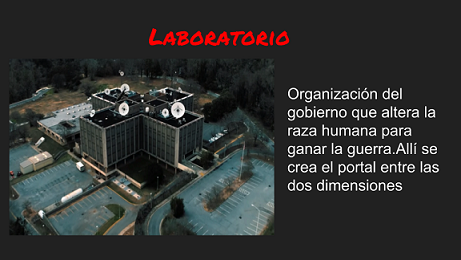 Laboratorio
Organización del
gobierno que altera la
raza humana para
ganar la guerra.Allí se
crea el portal entre las
dos dimensiones